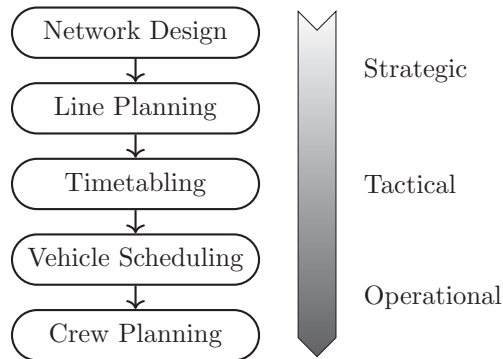 Network Design
Line Planning
Timetabling
Vehicle Scheduling
Crew Planning
Strategic
Tactical
Operational